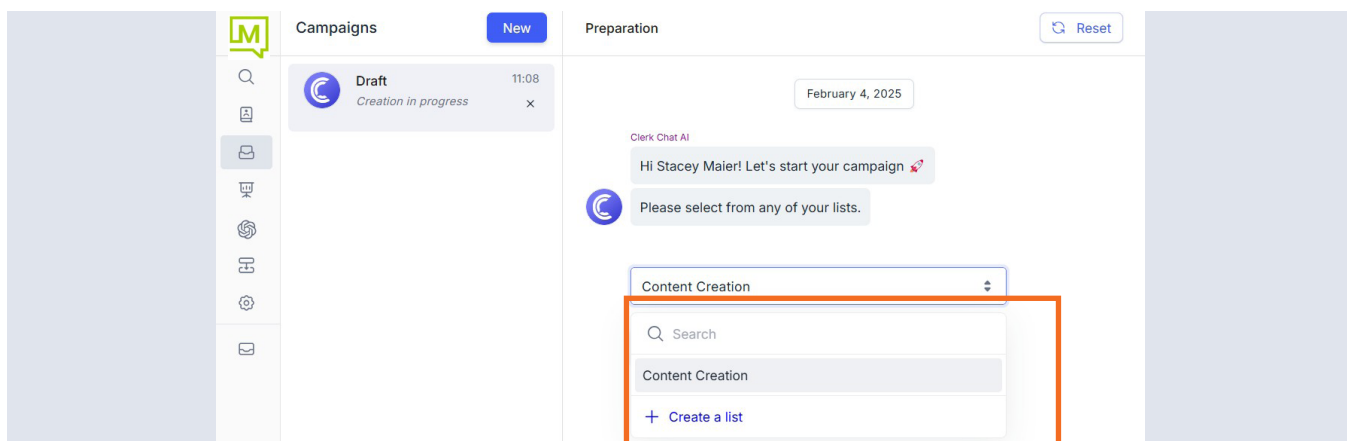 M
Campaigns
New
Draft
11:08
Creation in progress
Preparation
Reset
February 4, 2025
Clerk Chat AI
Hi Stacey Maier! Let's start your campaign 🚀
Please select from any of your lists.
Content Creation
Search
Content Creation
+ Create a list